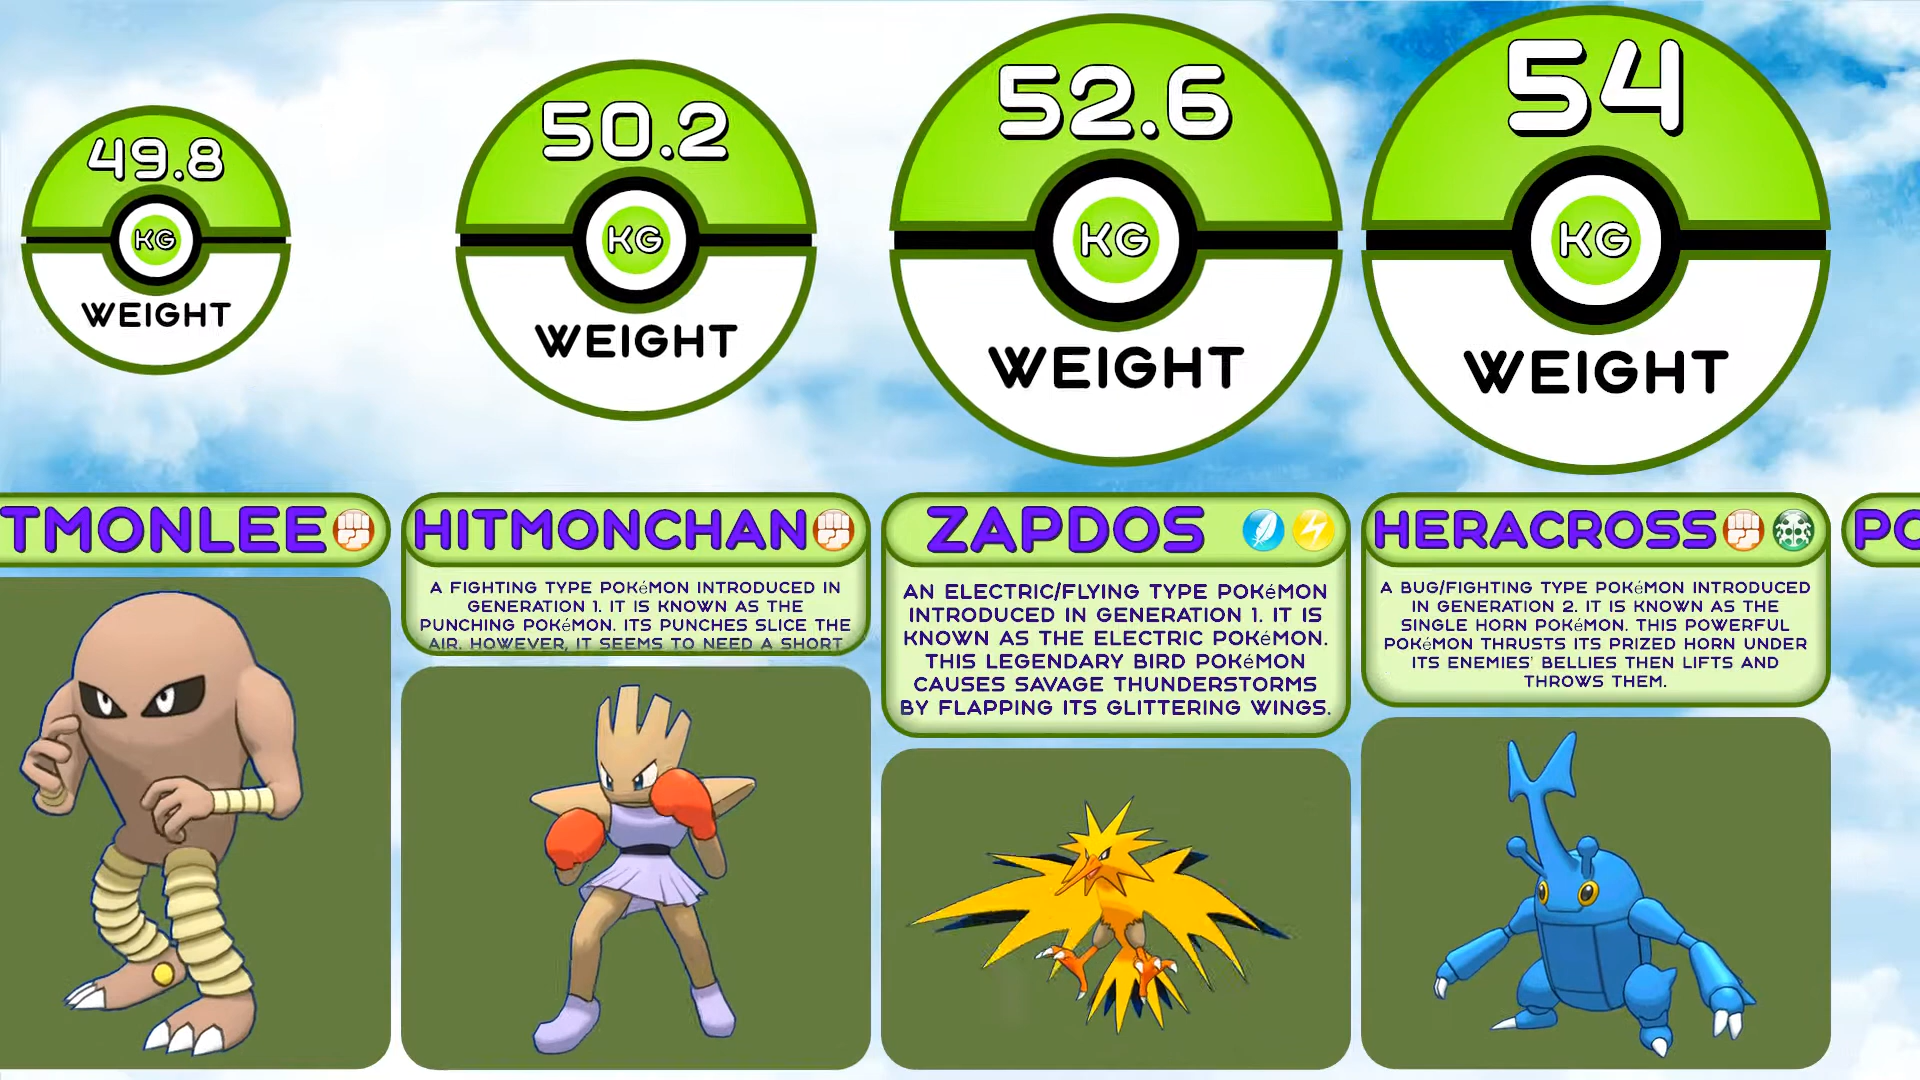 49.8
KG
WEIGHT
50.2
KG
WEIGHT
52.6
KG
WEIGHT
54
KG
WEIGHT
TMONLEE
HITMONCHAN
A FIGHTING TYPE POKéMON INTRODUCED IN
GENERATION 1. IT IS KNOWN AS THE
PUNCHING POKéMON. ITS PUNCHES SLICE THE
AIR. HOWEVER, IT SEEMS TO NEED A SHORT
ZAPDOS
AN ELECTRIC/FLYING TYPE POKéMON
INTRODUCED IN GENERATION 1. IT IS
KNOWN AS THE ELECTRIC POKéMON.
THIS LEGENDARY BIRD POKéMON
CAUSES SAVAGE THUNDERSTORMS
BY FLAPPING ITS GLITTERING WINGS.
HERACROSS
A BUG/FIGHTING TYPE POKéMON INTRODUCED
IN GENERATION 2. IT IS KNOWN AS THE
SINGLE HORN POKéMON. THIS POWERFUL
POKéMON THRUSTS ITS PRIZED HORN UNDER
ITS ENEMIES' BELLIES THEN LIFTS AND
THROWS THEM.
PO